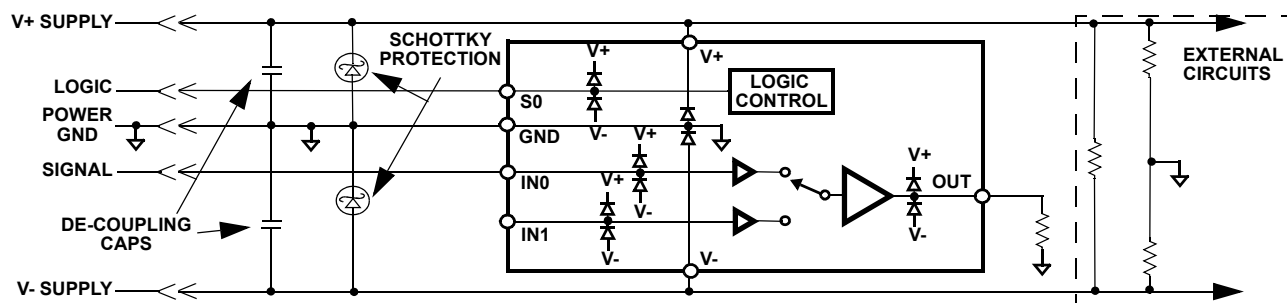 V+ SUPPLY
LOGIC
POWER
GND
SIGNAL
DE-COUPLING
CAPS
V- SUPPLY
SCHOTTKY
PROTECTION
V+
V+
LOGIC
CONTROL
S0
V-
GND
V+
IN0
V+
V-
IN1
V-
V+
OUT
V-
V-
EXTERNAL
CIRCUITS